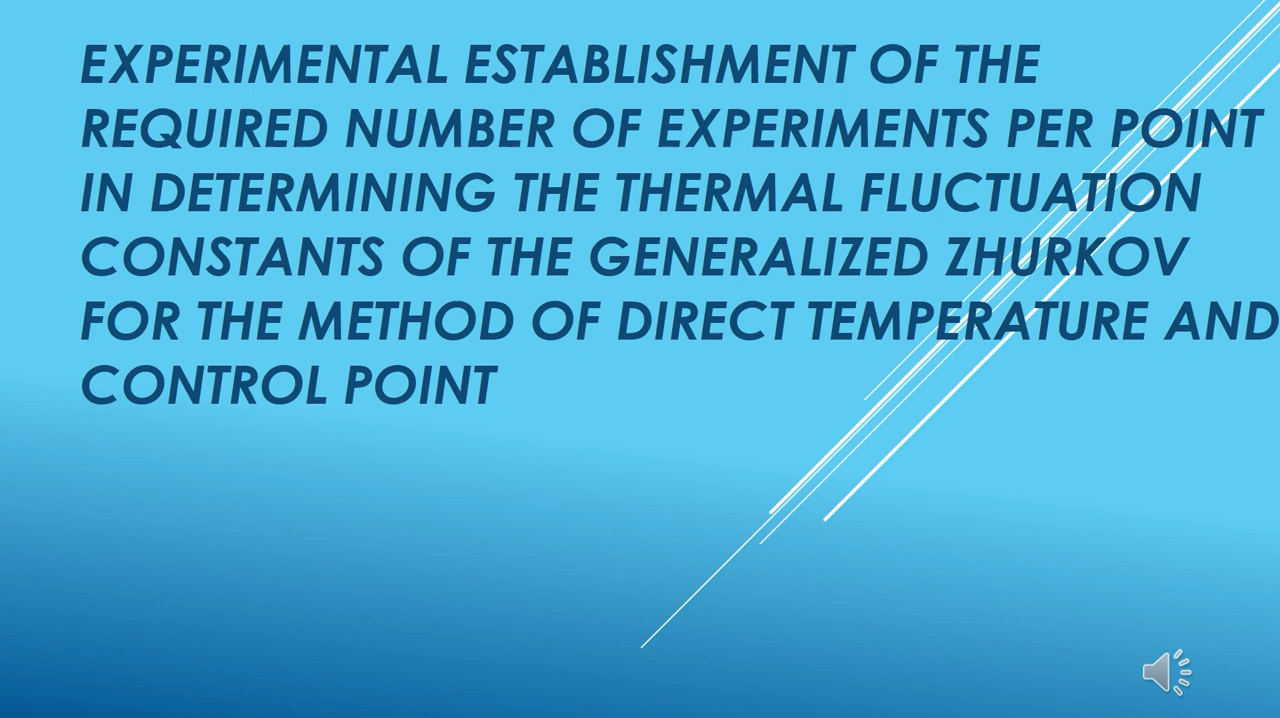 EXPERIMENTAL ESTABLISHMENT OF THE
REQUIRED NUMBER OF EXPERIMENTS PER POINT
IN DETERMINING THE THERMAL FLUCTUATION
CONSTANTS OF THE GENERALIZED ZHURKOV
FOR THE METHOD OF DIRECT TEMPERATURE AND
CONTROL POINT